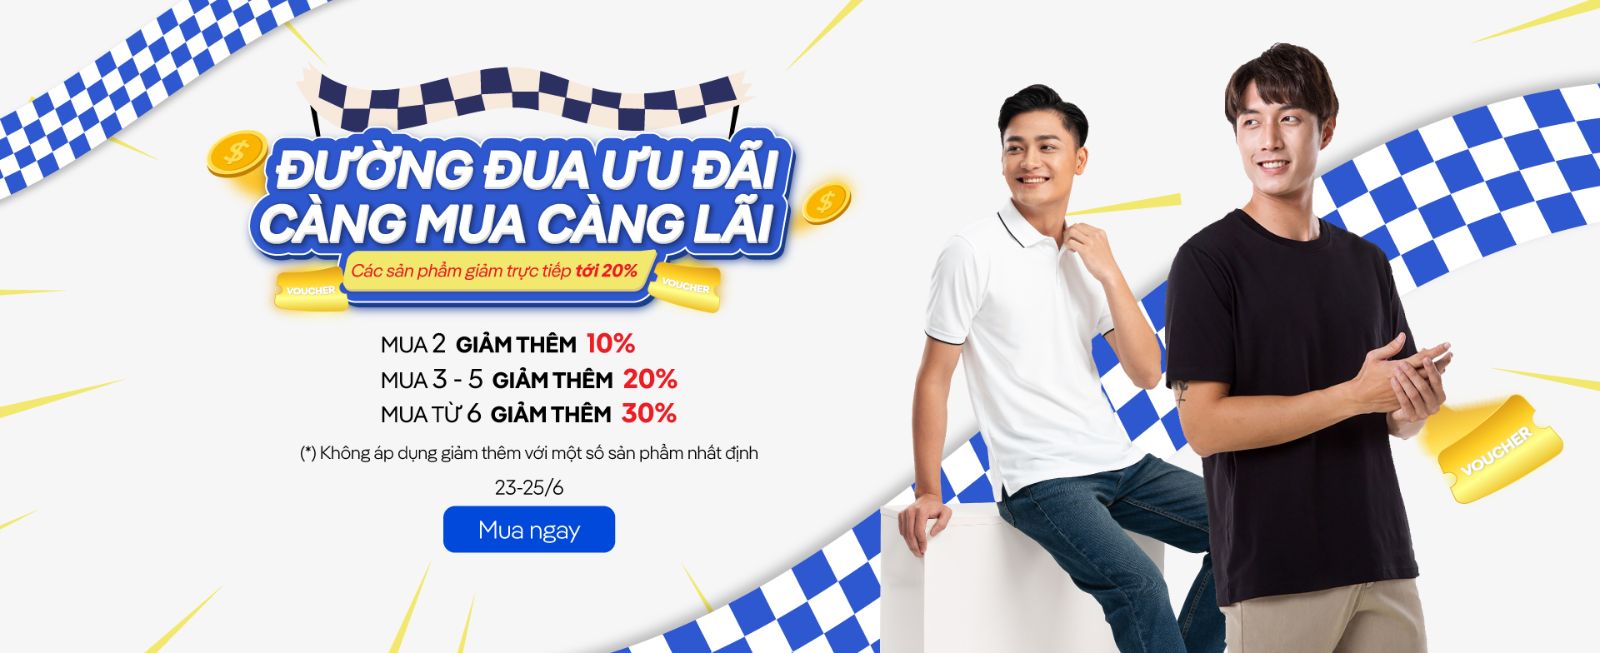 ĐƯỜNG ĐUA ƯU ĐÃI
CÀNG MUA CÀNG LÃI
Các sản phẩm giảm trực tiếp tới 20%
VOUCHER
VOUCHER
MUA 2 GIẢM THÊM 10%
MUA 3 - 5 GIẢM THÊM 20%
MUA TỪ 6 GIẢM THÊM 30%
(*) Không áp dụng giảm thêm với một số sản phẩm nhất định
23-25/6
Mua ngay
VOUCHER